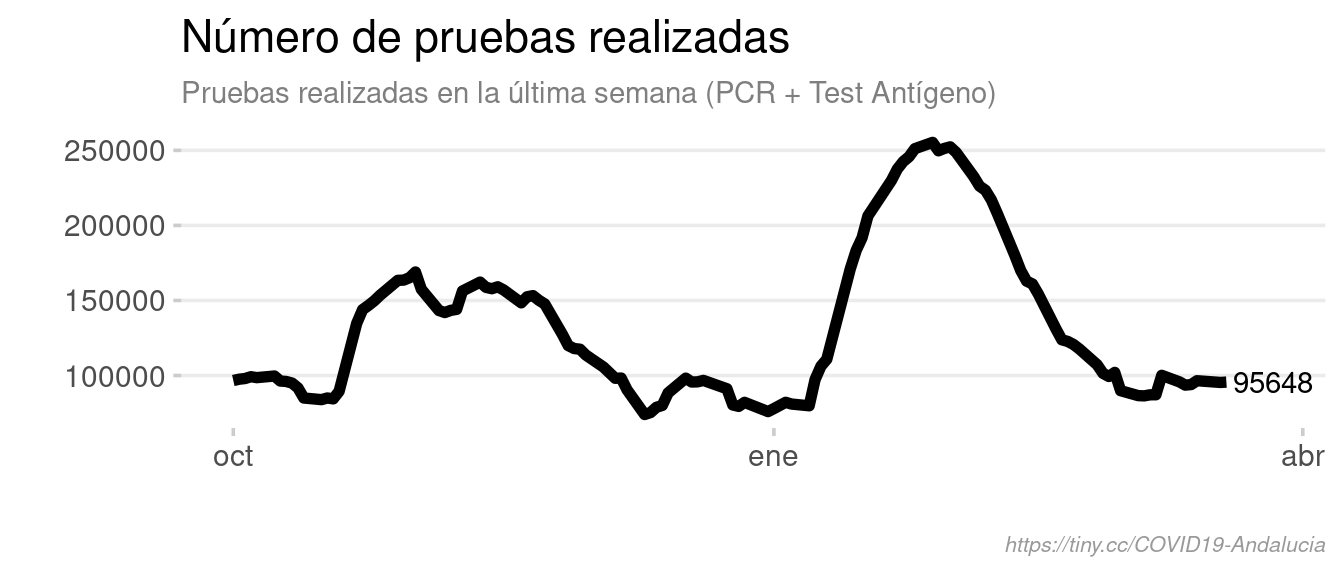 Número de pruebas realizadas
Pruebas realizadas en la última semana (PCR + Test Antígeno)
250000
200000
150000
100000
95648
oct ene abr
https://tiny.cc/COVID19-Andalucia